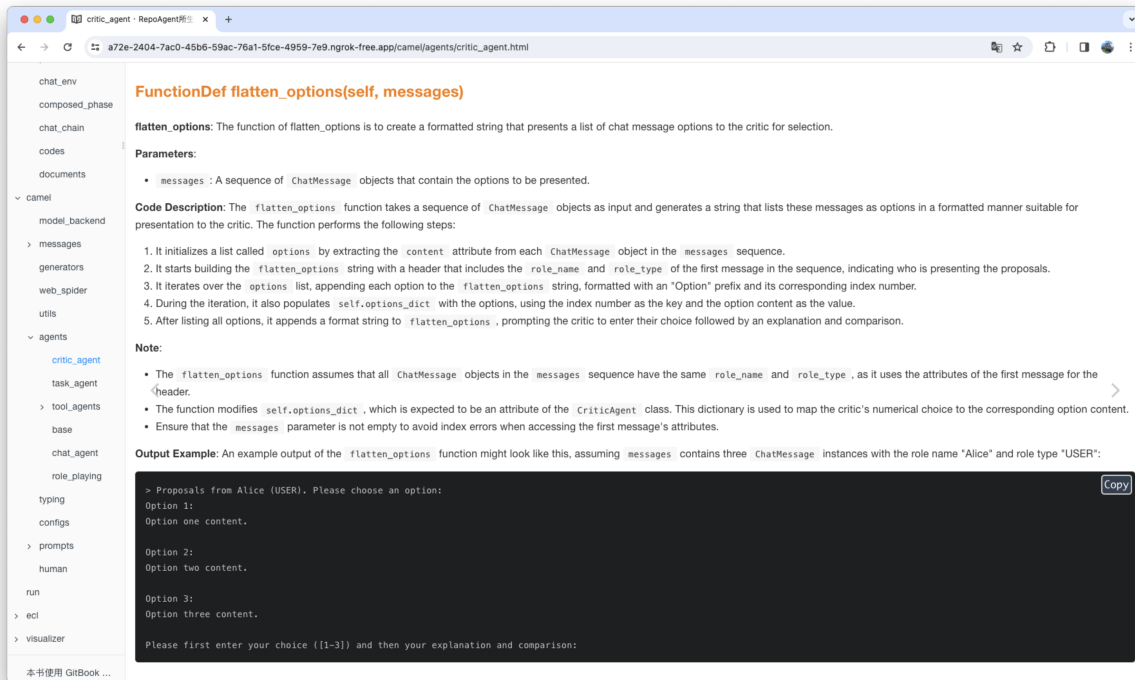 critic_agent · RepoAgent所生
a72e-2404-7ac0-45b6-59ac-76a1-5fce-4959-7e9.ngrok-free.app/camel/agents/critic_agent.html
chat_env
composed_phase
chat_chain
codes
documents
camel
model_backend
messages
generators
web_spider
utils
agents
critic_agent
task_agent
tool_agents
base
chat_agent
role_playing
typing
configs
prompts
human
run
ecl
visualizer
本书使用 GitBook ...
FunctionDef flatten_options(self, messages)
flatten_options: The function of flatten_options is to create a formatted string that presents a list of chat message options to the critic for selection.
Parameters:
• messages : A sequence of ChatMessage objects that contain the options to be presented.
Code Description: The flatten_options function takes a sequence of ChatMessage objects as input and generates a string that lists these messages as options in a formatted manner suitable for
presentation to the critic. The function performs the following steps:
1. It initializes a list called options by extracting the content attribute from each ChatMessage object in the messages sequence.
2. It starts building the flatten_options string with a header that includes the role_name and role_type of the first message in the sequence, indicating who is presenting the proposals.
3. It iterates over the options list, appending each option to the flatten_options string, formatted with an "Option" prefix and its corresponding index number.
4. During the iteration, it also populates self.options_dict with the options, using the index number as the key and the option content as the value.
5. After listing all options, it appends a format string to flatten_options , prompting the critic to enter their choice followed by an explanation and comparison.
Note:
• The flatten_options function assumes that all ChatMessage objects in the messages sequence have the same role_name and role_type , as it uses the attributes of the first message for the
header.
• The function modifies self.options_dict , which is expected to be an attribute of the CriticAgent class. This dictionary is used to map the critic's numerical choice to the corresponding option content.
• Ensure that the messages parameter is not empty to avoid index errors when accessing the first message's attributes.
Output Example: An example output of the flatten_options function might look like this, assuming messages contains three ChatMessage instances with the role name "Alice" and role type "USER":
Copy
> Proposals from Alice (USER). Please choose an option:
Option 1:
Option one content.
Option 2:
Option two content.
Option 3:
Option three content.
Please first enter your choice ([1-3]) and then your explanation and comparison: